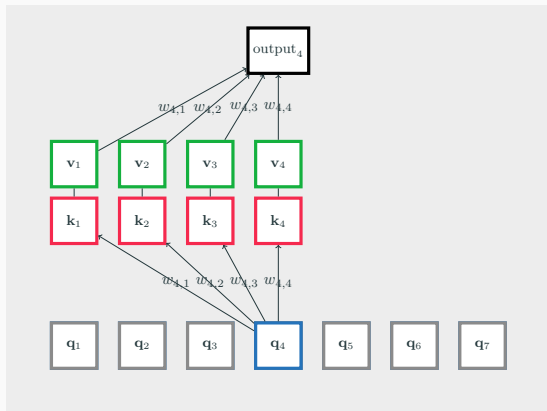 output₄
w₄,₁ w₄,₂ w₄,₃ w₄,₄
v₁ v₂ v₃ v₄
k₁ k₂ k₃ k₄
w₄,₁ w₄,₂ w₄,₃ w₄,₄
q₁ q₂ q₃ q₄ q₅ q₆ q₇